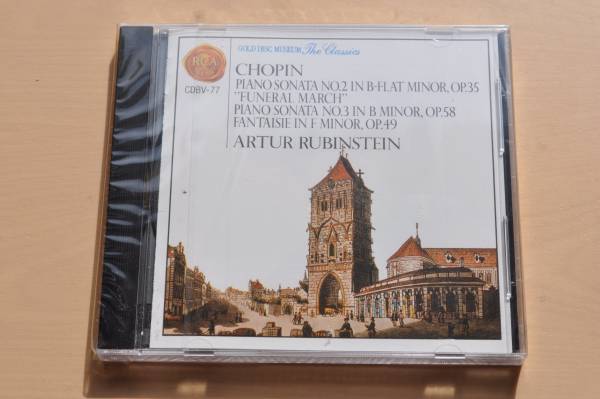 RCA
CDBV-77
GOLD DISC MUSEUM The Classics
CHOPIN
PIANO SONATA NO.2 IN B-FLAT MINOR, OP.35
"FUNERAL MARCH"
PIANO SONATA NO.3 IN B MINOR, OP.58
FANTAISIE IN F MINOR, OP.49
ARTUR RUBINSTEIN